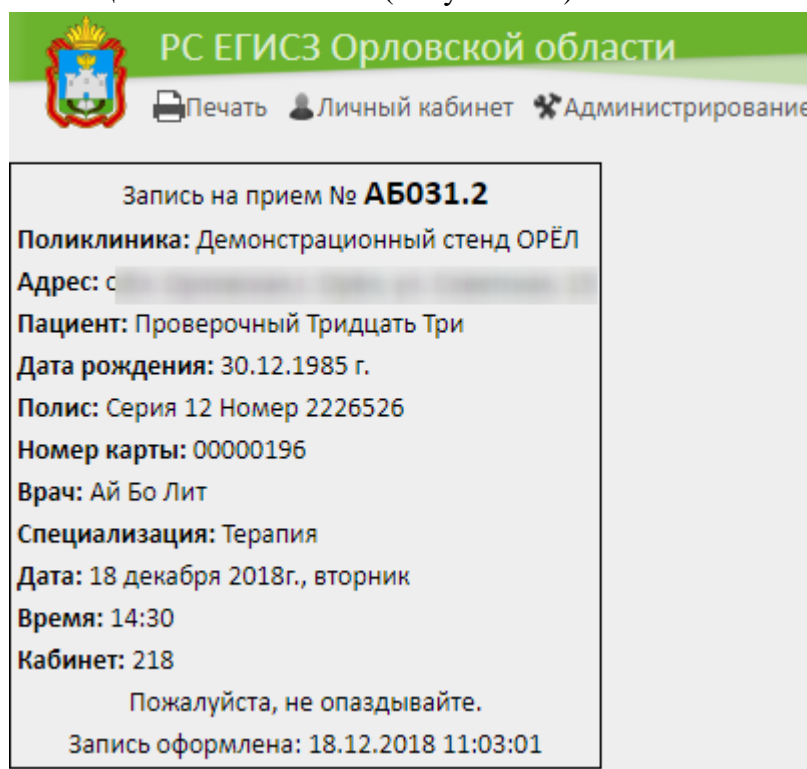 РС ЕГИСЗ Орловской области
Печать Личный кабинет Администрирование
Запись на прием № АБ031.2
Поликлиника: Демонстрационный стенд ОРЁЛ
Адрес:
Пациент: Проверочный Тридцать Три
Дата рождения: 30.12.1985 г.
Полис: Серия 12 Номер 2226526
Номер карты: 00000196
Врач: Ай Бо Лит
Специализация: Терапия
Дата: 18 декабря 2018г., вторник
Время: 14:30
Кабинет: 218
Пожалуйста, не опаздывайте.
Запись оформлена: 18.12.2018 11:03:01